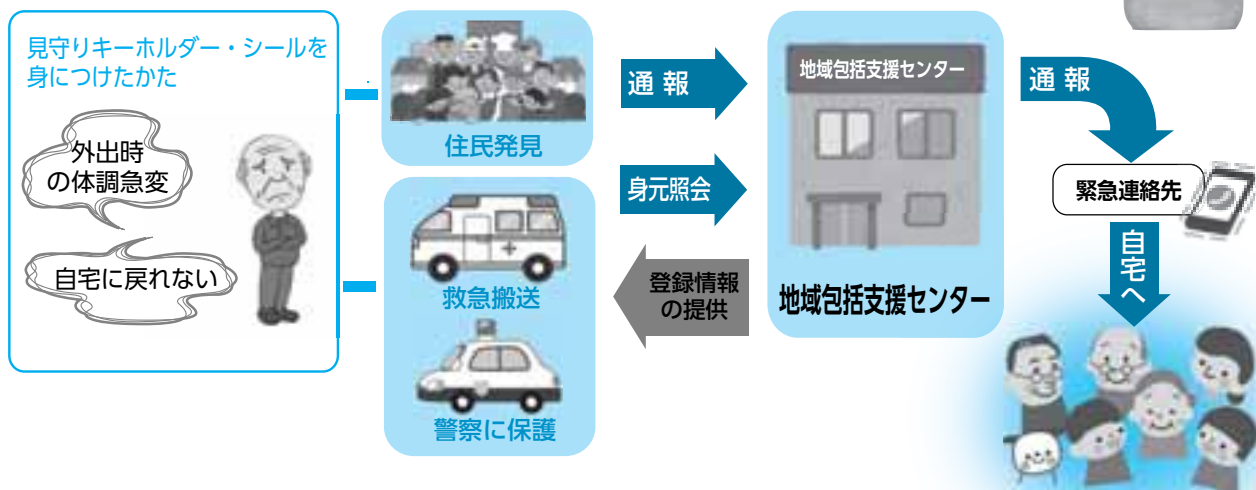 見守りキーホルダー・シールを
身につけたかた
外出時
の体調急変
自宅に戻れない
住民発見
救急搬送
警察に保護
通報
身元照会
登録情報
の提供
地域包括支援センター
地域包括支援センター
通報
緊急連絡先
自宅へ